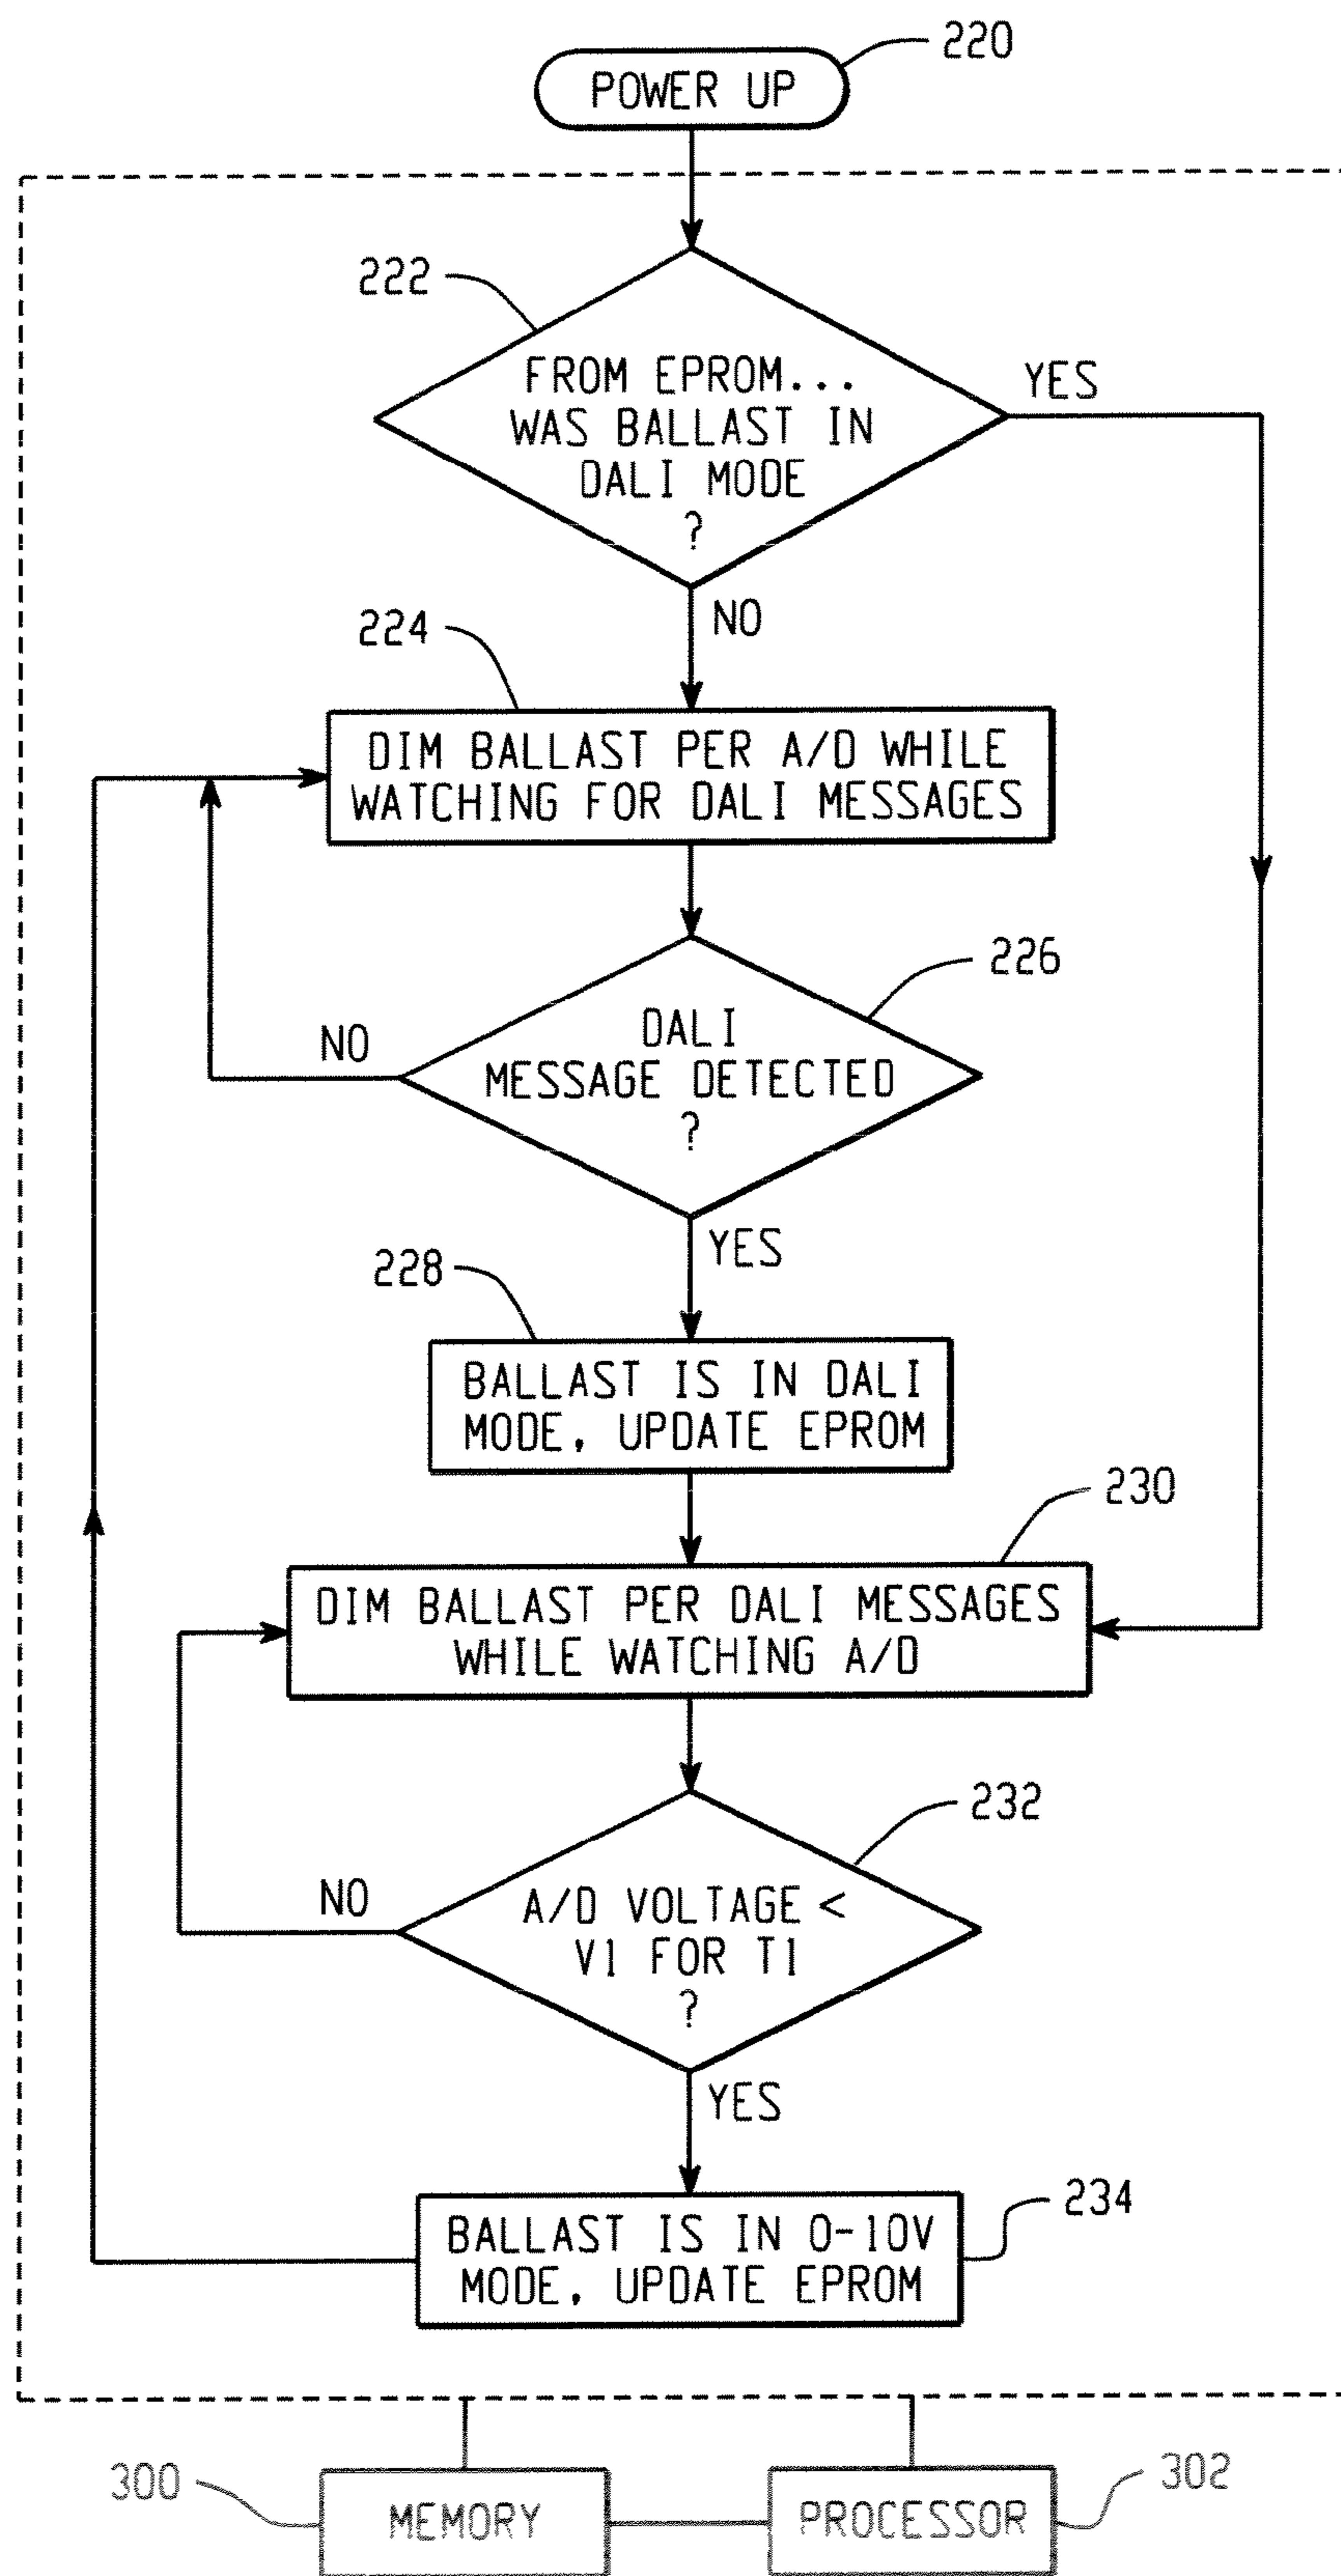 220
POWER UP
222
FROM EPROM...
WAS BALLAST IN
DALI MODE
?
YES
NO
224
DIM BALLAST PER A/D WHILE
WATCHING FOR DALI MESSAGES
226
DALI
MESSAGE DETECTED
?
NO
YES
228
BALLAST IS IN DALI
MODE, UPDATE EPROM
230
DIM BALLAST PER DALI MESSAGES
WHILE WATCHING A/D
232
A/D VOLTAGE <
V1 FOR T1
?
NO
YES
234
BALLAST IS IN 0-10V
MODE, UPDATE EPROM
300
MEMORY
PROCESSOR
302